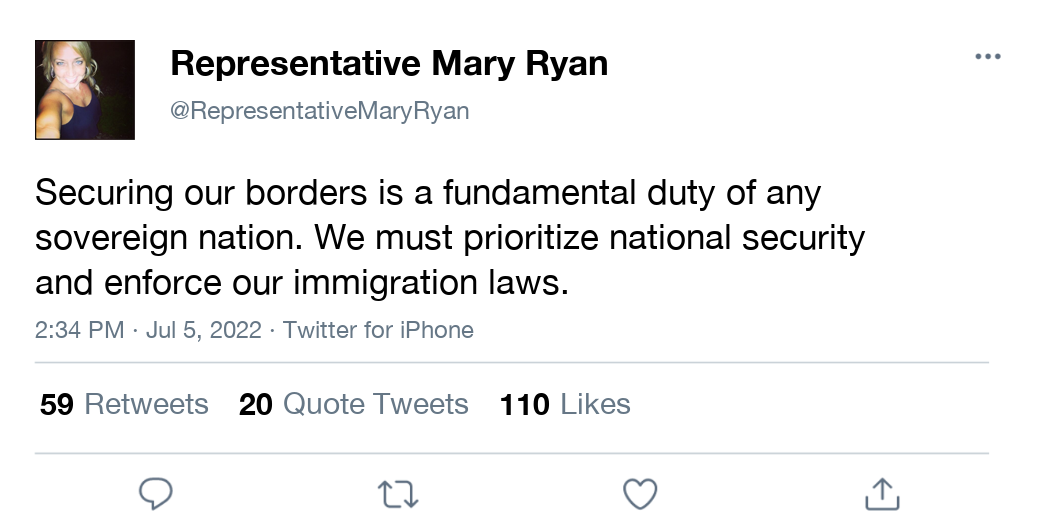 Representative Mary Ryan
@RepresentativeMaryRyan
Securing our borders is a fundamental duty of any
sovereign nation. We must prioritize national security
and enforce our immigration laws.
2:34 PM · Jul 5, 2022 · Twitter for iPhone
59 Retweets 20 Quote Tweets 110 Likes